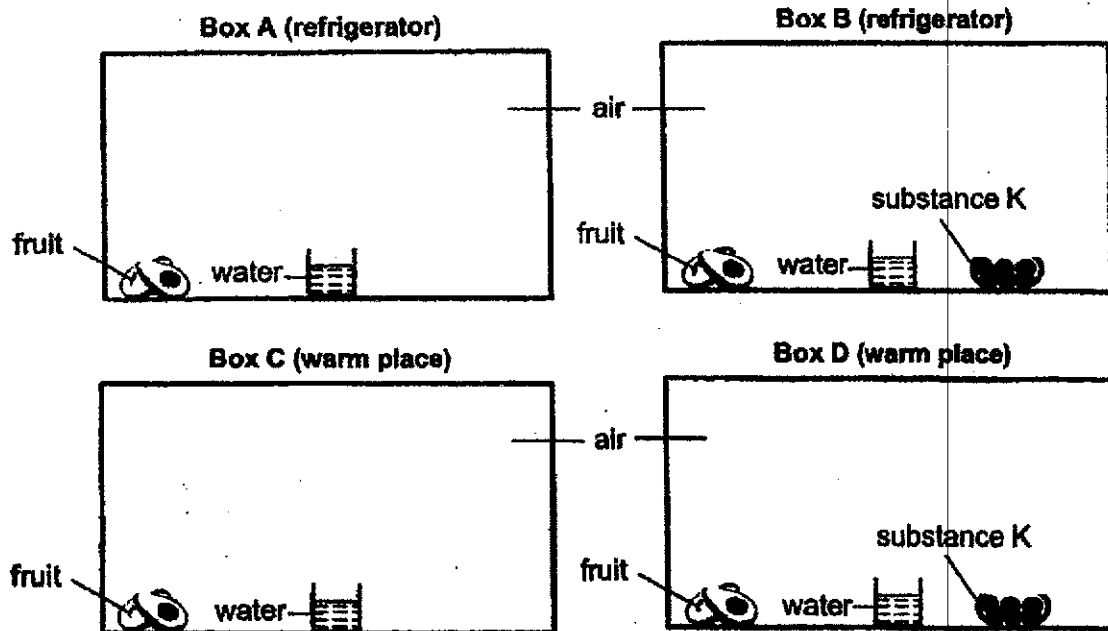 Box A (refrigerator)
Box B (refrigerator)
air
substance K
fruit
water
fruit
water
Box C (warm place)
Box D (warm place)
air
substance K
fruit
water
fruit
water